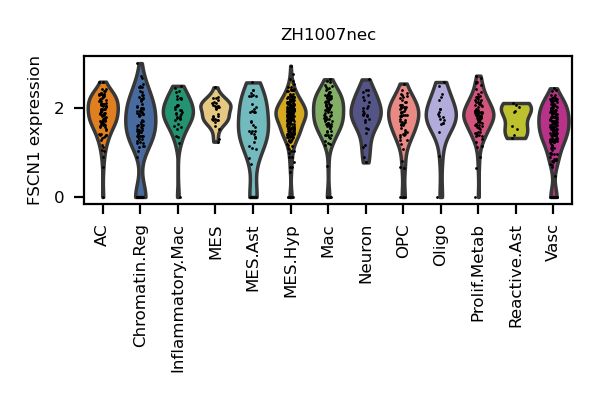 ZH1007nec
FSCN1 expression
2
0
AC
Chromatin.Reg
Inflammatory.Mac
MES
MES.Ast
MES.Hyp
Mac
Neuron
OPC
Oligo
Prolif.Metab
Reactive.Ast
Vasc